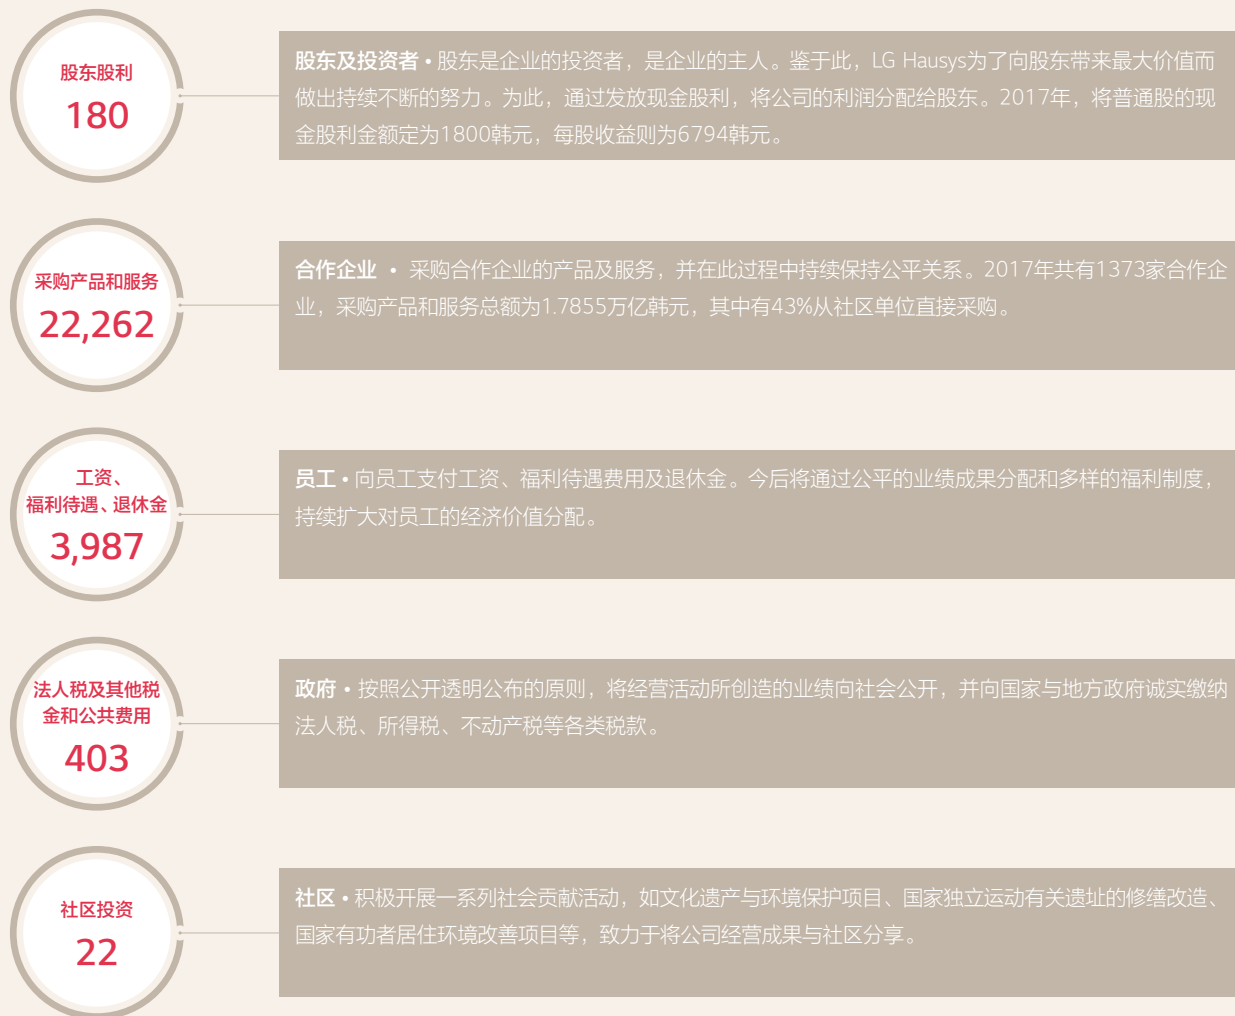 股东股利
180
股东及投资者 • 股东是企业的投资者，是企业的主人。鉴于此，LG Hausys为了向股东带来最大价值而
做出持续不断的努力。为此，通过发放现金股利，将公司的利润分配给股东。2017年，将普通股的现
金股利金额定为1800韩元，每股收益则为6794韩元。
采购产品和服务
22,262
合作企业 • 采购合作企业的产品及服务，并在此过程中持续保持公平关系。2017年共有1373家合作企
业，采购产品和服务总额为1.7855万亿韩元，其中有43%从社区单位直接采购。
工资、
福利待遇、退休金
3,987
员工 • 向员工支付工资、福利待遇费用及退休金。今后将通过公平的业绩成果分配和多样的福利制度，
持续扩大对员工的经济价值分配。
法人税及其他税
金和公共费用
403
政府 • 按照公开透明公布的原则，将经营活动所创造的业绩向社会公开，并向国家与地方政府诚实缴纳
法人税、所得税、不动产税等各类税款。
社区投资
22
社区 • 积极开展一系列社会贡献活动，如文化遗产与环境保护项目、国家独立运动有关遗址的修缮改造、
国家有功者居住环境改善项目等，致力于将公司经营成果与社区分享。